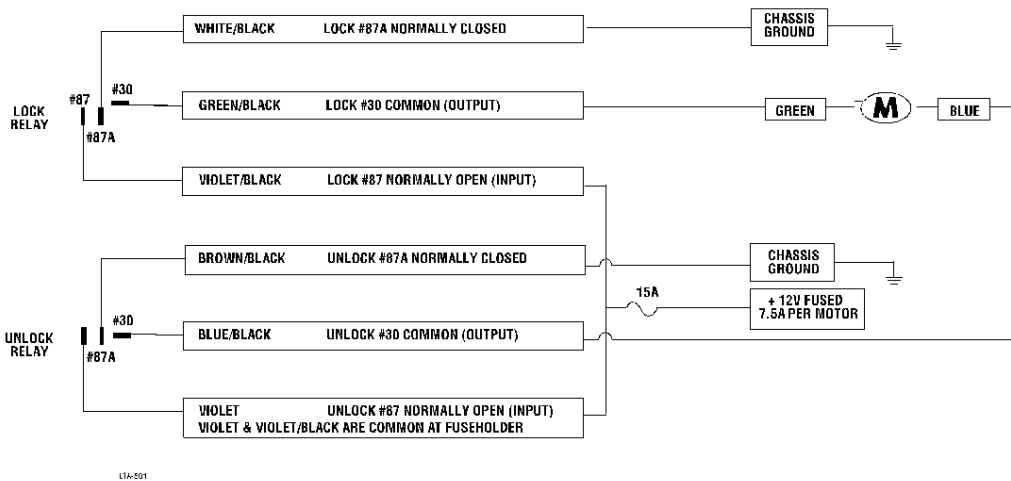 WHITE/BLACK LOCK #87A NORMALLY CLOSED
CHASSIS
GROUND
#87
#30
LOCK
RELAY
#87A
GREEN/BLACK LOCK #30 COMMON (OUTPUT)
GREEN
M
BLUE
VIOLET/BLACK LOCK #87 NORMALLY OPEN (INPUT)
BROWN/BLACK UNLOCK #87A NORMALLY CLOSED
CHASSIS
GROUND
15A
+ 12V FUSED
7.5A PER MOTOR
#30
UNLOCK
RELAY
#87A
BLUE/BLACK UNLOCK #30 COMMON (OUTPUT)
VIOLET UNLOCK #87 NORMALLY OPEN (INPUT)
VIOLET & VIOLET/BLACK ARE COMMON AT FUSEHOLDER